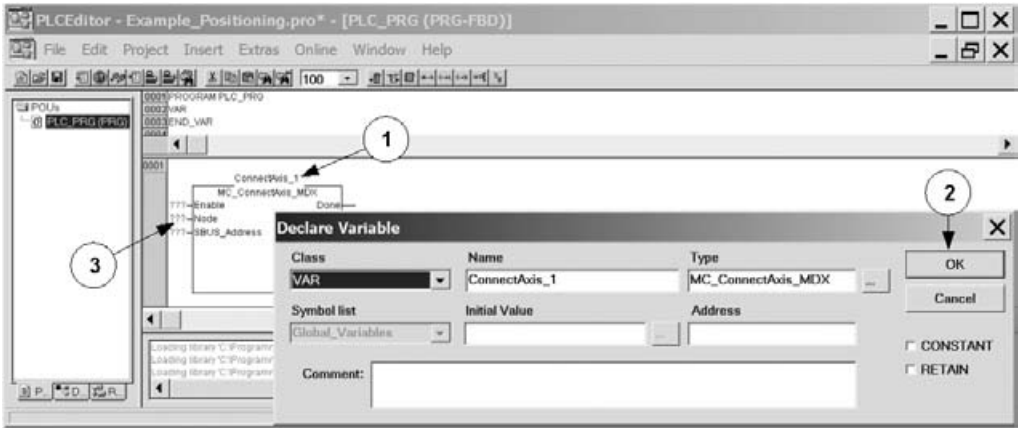 PLCEditor - Example_Positioning.pro* - [PLC_PRG (PRG-FBD)]
File Edit Project Insert Extras Online Window Help
100
POUs
PLC_PRG (PRG)
0001 PROGRAM PLC_PRG
0002 VAR
0003 END_VAR
0004
1
0001
ConnectAxis_1
MC_ConnectAxis_MDX
???-Enable Done
???-Node
???-SBUS_Address
2
3
Declare Variable
Class Name Type
VAR ConnectAxis_1 MC_ConnectAxis_MDX ...
OK
Symbol list Initial Value Address
Cancel
Global_Variables ...
CONSTANT
RETAIN
Comment:
Loading library 'C:\Programm
Loading library 'C:\Programm
Loading library 'C:\Programm
P.. D.. R..